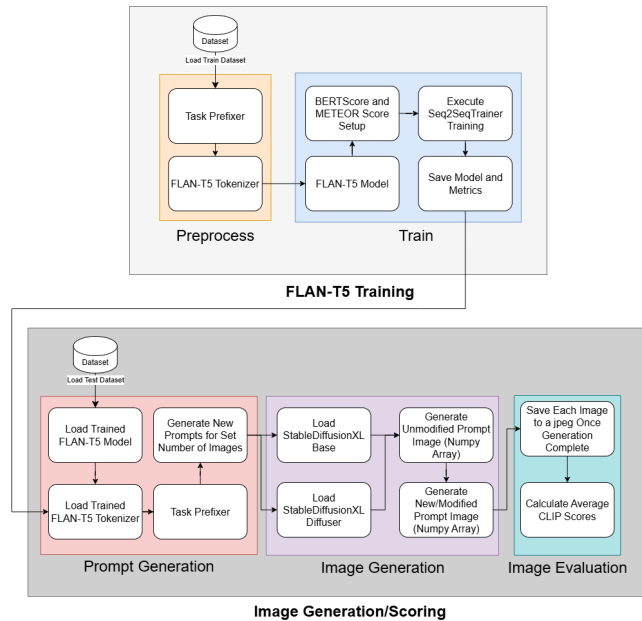 Dataset
Load Train Dataset
Task Prefixer
FLAN-T5 Tokenizer
Preprocess
BERTScore and
METEOR Score
Setup
Execute
Seq2SeqTrainer
Training
FLAN-T5 Model
Save Model and
Metrics
Train
FLAN-T5 Training
Dataset
Load Test Dataset
Load Trained
FLAN-T5 Model
Generate New
Prompts for Set
Number of Images
Load Trained
FLAN-T5 Tokenizer
Task Prefixer
Prompt Generation
Load
StableDiffusionXL
Base
Generate
Unmodified Prompt
Image (Numpy
Array)
Load
StableDiffusionXL
Diffuser
Generate
New/Modified
Prompt Image
(Numpy Array)
Image Generation
Save Each Image
to a jpeg Once
Generation
Complete
Calculate Average
CLIP Scores
Image Evaluation
Image Generation/Scoring